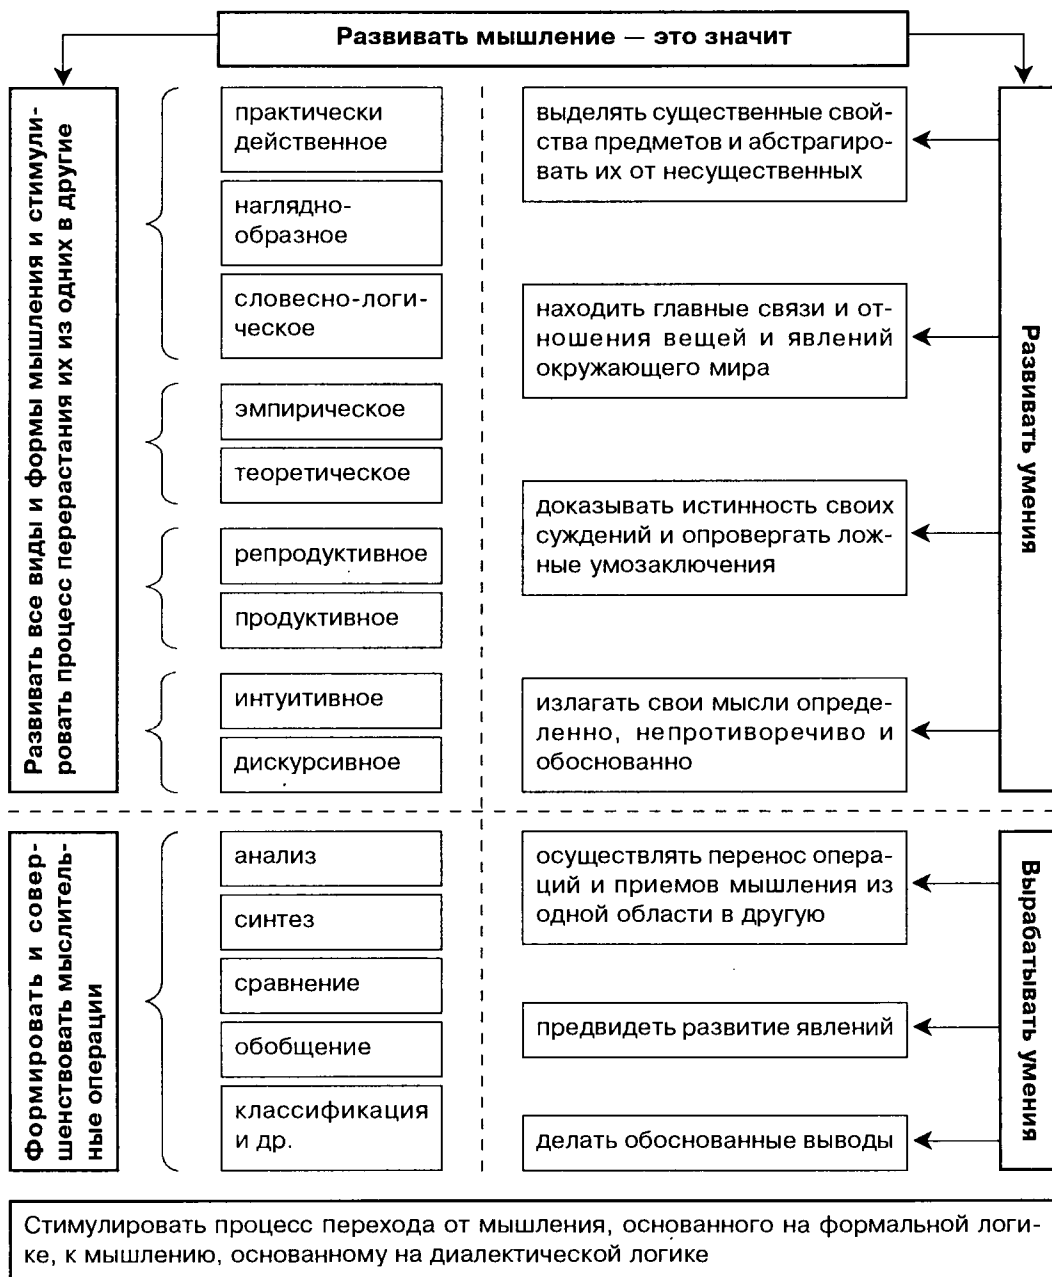 Развивать мышление — это значит
Развивать все виды и формы мышления и стимули-
ровать процесс перерастания их из одних в другие
практически
действенное
наглядно-
образное
словесно-логи-
ческое
эмпирическое
теоретическое
репродуктивное
продуктивное
интуитивное
дискурсивное
Развивать умения
выделять существенные свой-
ства предметов и абстрагиро-
вать их от несущественных
находить главные связи и от-
ношения вещей и явлений
окружающего мира
доказывать истинность своих
суждений и опровергать лож-
ные умозаключения
излагать свои мысли опреде-
ленно, непротиворечиво и
обоснованно
Формировать и совер-
шенствовать мыслитель-
ные операции
анализ
синтез
сравнение
обобщение
классификация
и др.
Вырабатывать
умения
осуществлять перенос опера-
ций и приемов мышления из
одной области в другую
предвидеть развитие явлений
делать обоснованные выводы
Стимулировать процесс перехода от мышления, основанного на формальной логи-
ке, к мышлению, основанному на диалектической логике